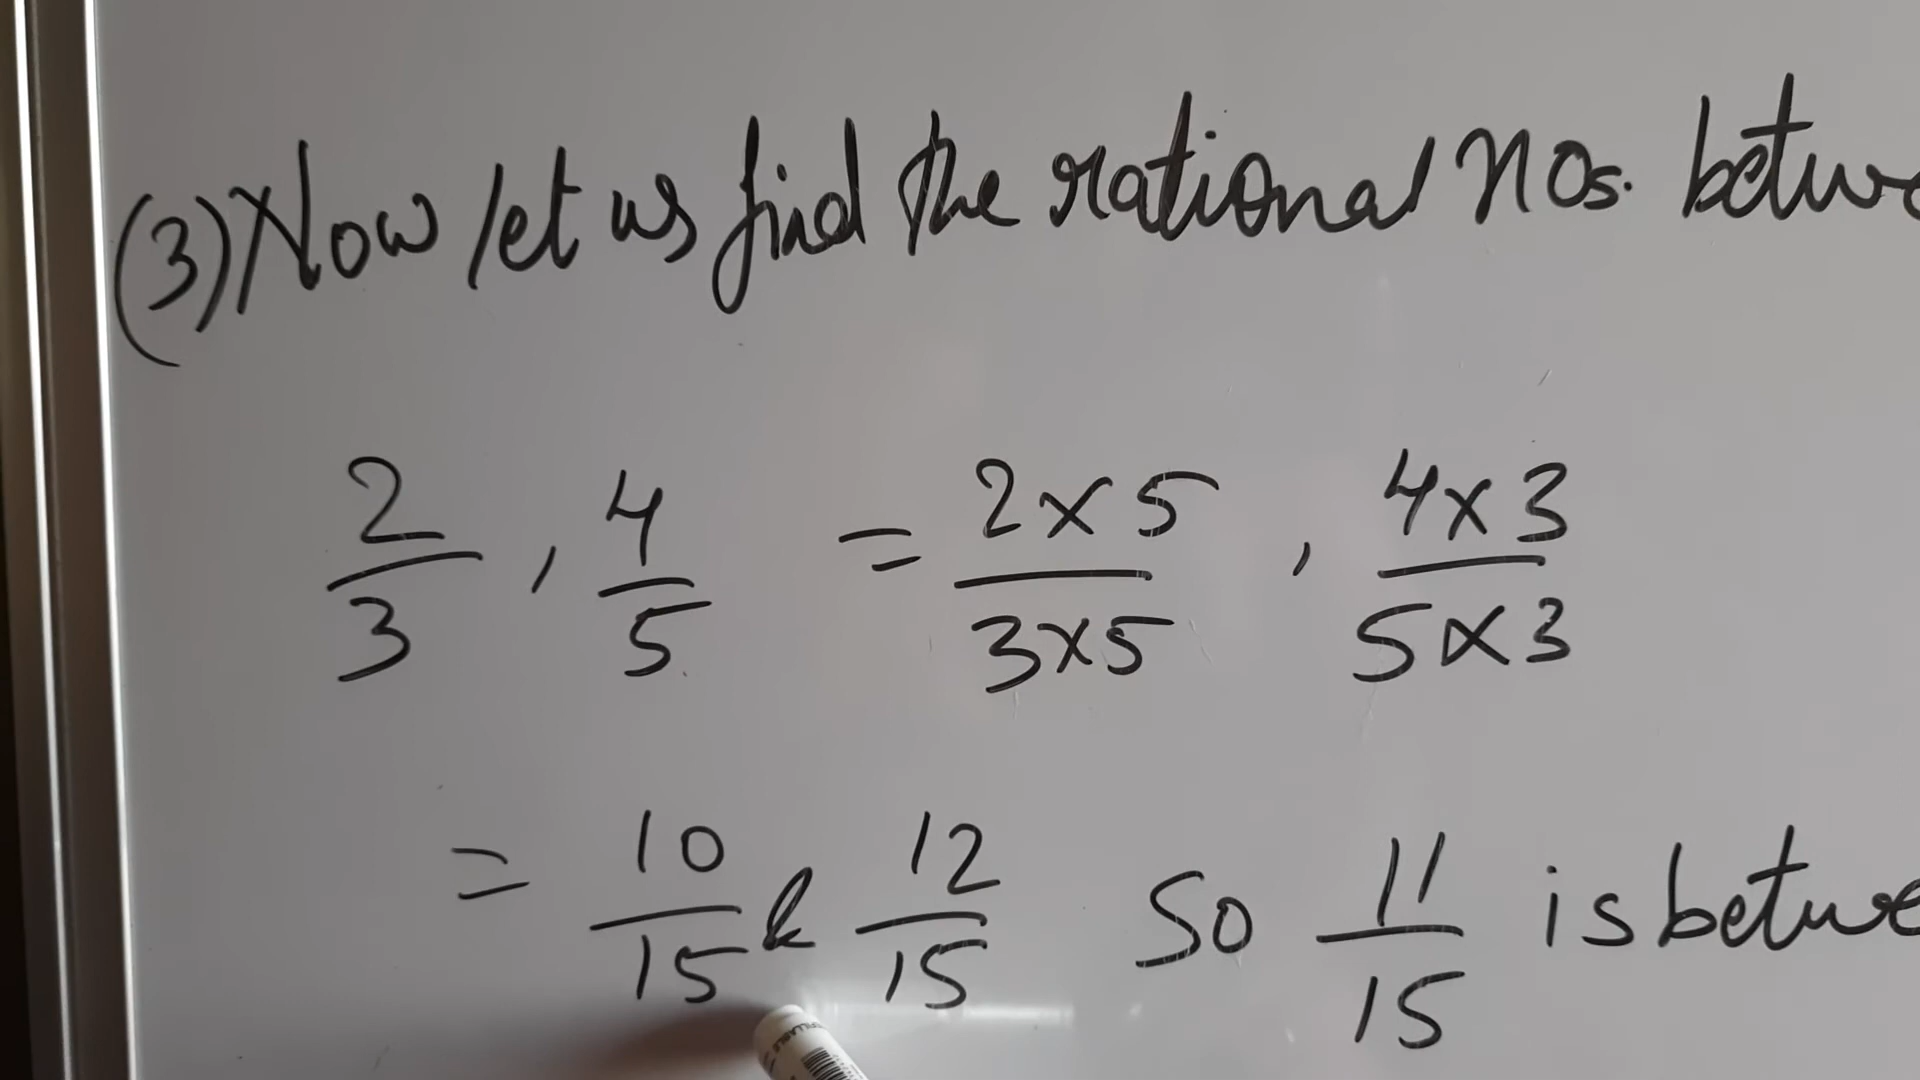 (3) Now let us find the rational nos. betwe
2/3 , 4/5 = 2×5/3×5 , 4×3/5×3
= 10/15 & 12/15 So 11/15 is betwe